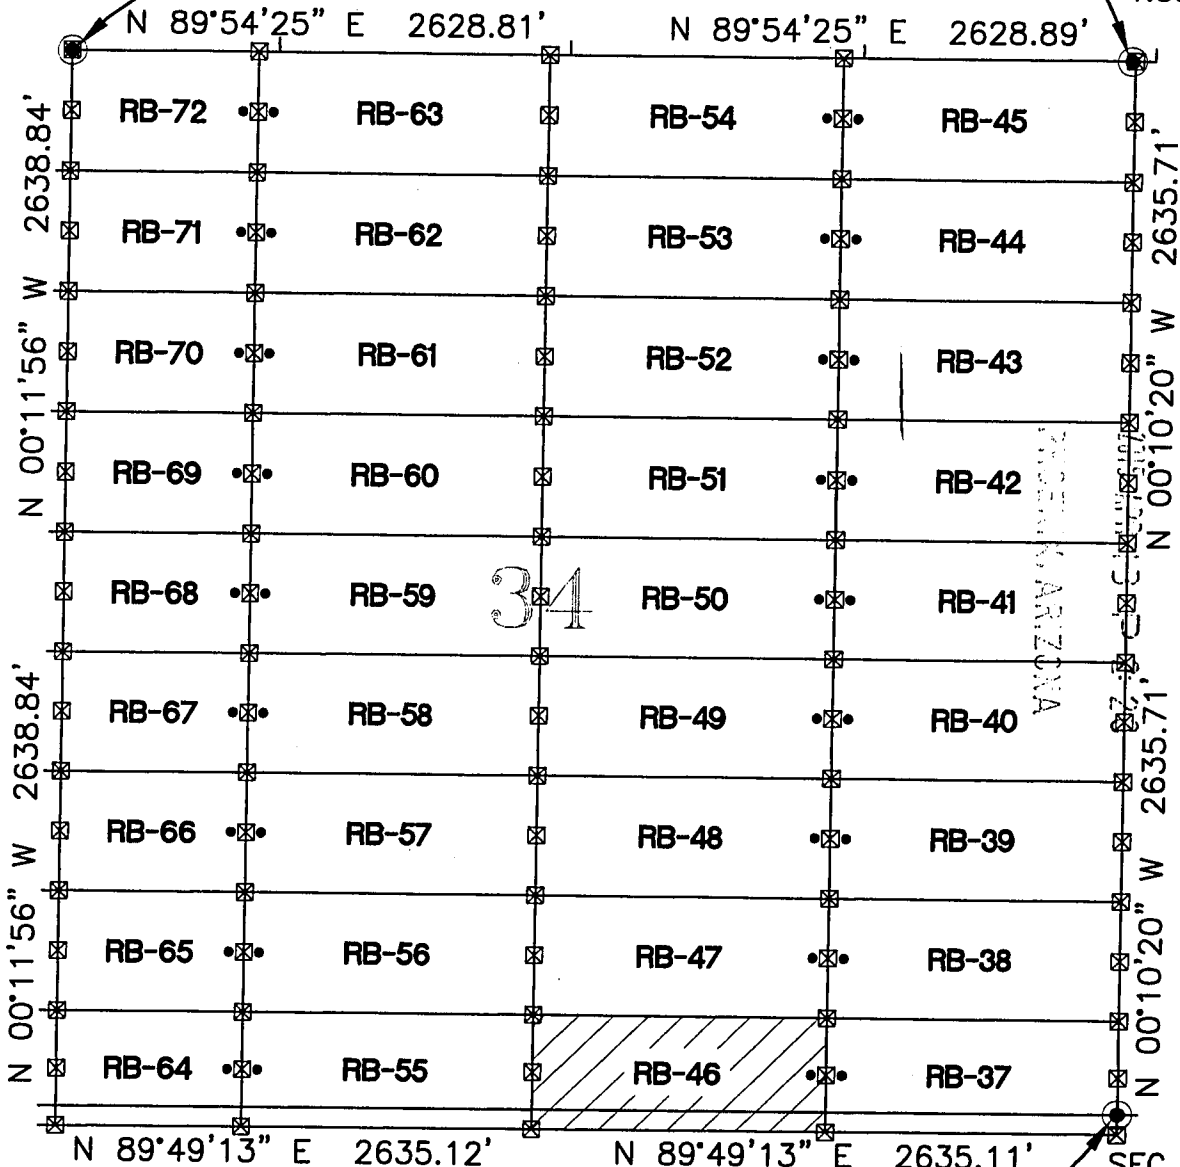 N 89°54'25" E 2628.81' N 89°54'25" E 2628.89'
RB-72 RB-63 RB-54 RB-45
RB-71 RB-62 RB-53 RB-44
RB-70 RB-61 RB-52 RB-43
RB-69 RB-60 RB-51 RB-42
RB-68 RB-59 34 RB-50 RB-41
RB-67 RB-58 RB-49 RB-40
RB-66 RB-57 RB-48 RB-39
RB-65 RB-56 RB-47 RB-38
RB-64 RB-55 RB-46 RB-37
N 89°49'13" E 2635.12' N 89°49'13" E 2635.11'
SEC
N 00°11'56" W 2638.84'
N 00°11'56" W 2638.84'
N 00°10'20" W 2635.71'
N 00°10'20" W 2635.71'